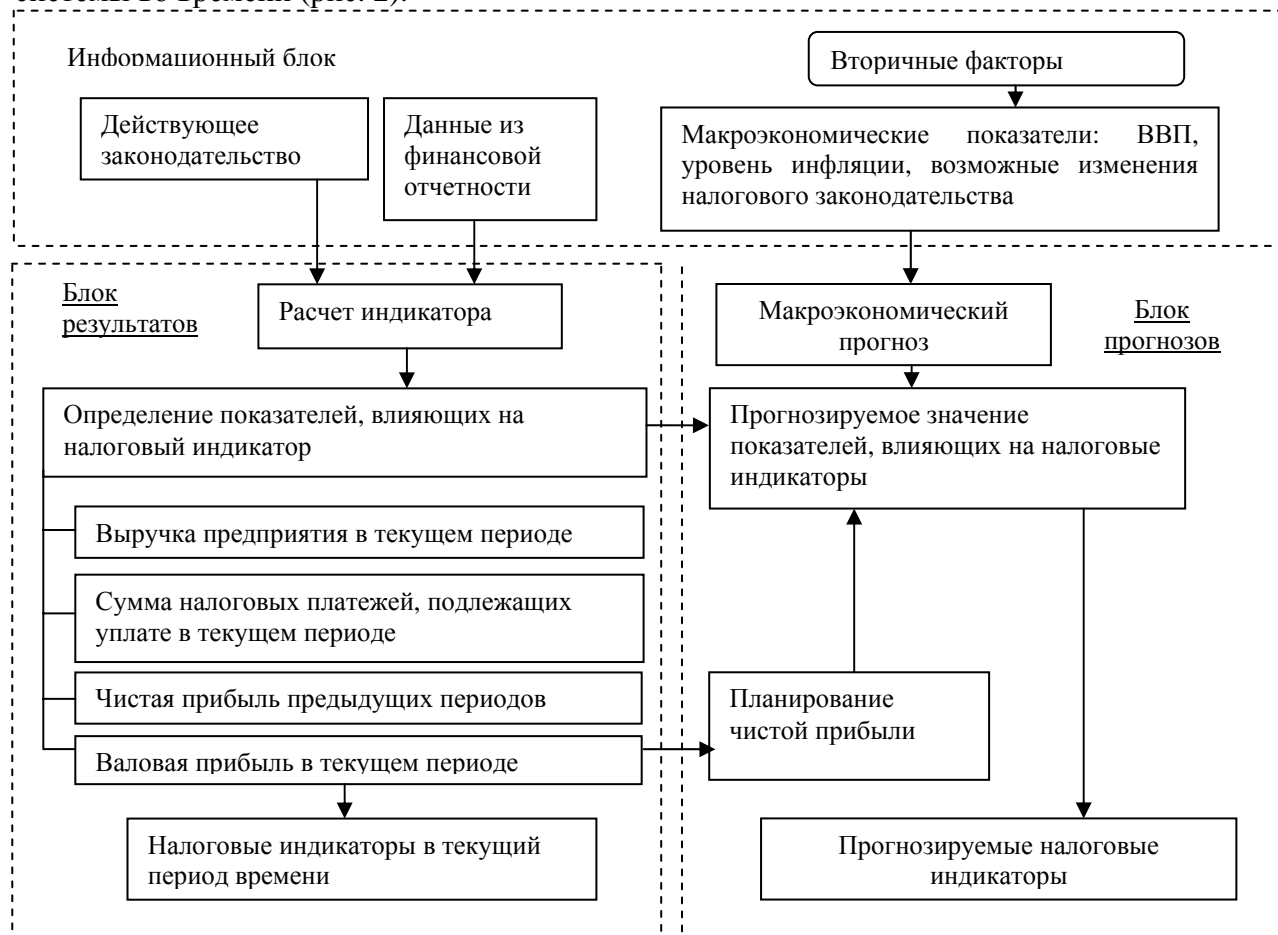 системы во времени (рис. 2).
Информационный блок
Вторичные факторы
Действующее
законодательство
Данные из
финансовой
отчетности
Макроэкономические показатели: ВВП,
уровень инфляции, возможные изменения
налогового законодательства
Блок
результатов
Расчет индикатора
Макроэкономический
прогноз
Блок
прогнозов
Определение показателей, влияющих на
налоговый индикатор
Прогнозируемое значение
показателей, влияющих на налоговые
индикаторы
Выручка предприятия в текущем периоде
Сумма налоговых платежей, подлежащих
уплате в текущем периоде
Чистая прибыль предыдущих периодов
Валовая прибыль в текущем периоде
Планирование
чистой прибыли
Налоговые индикаторы в текущий
период времени
Прогнозируемые налоговые
индикаторы